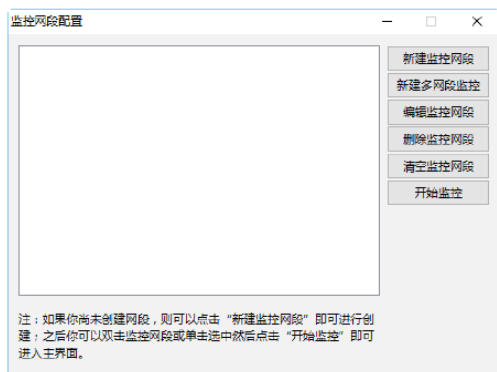 监控网段配置
新建监控网段
新建多网段监控
编辑监控网段
删除监控网段
清空监控网段
开始监控
注：如果你尚未创建网段，则可以点击“新建监控网段”即可进行创
建；之后你可以双击监控网段或单击选中然后点击“开始监控”即可
进入主界面。